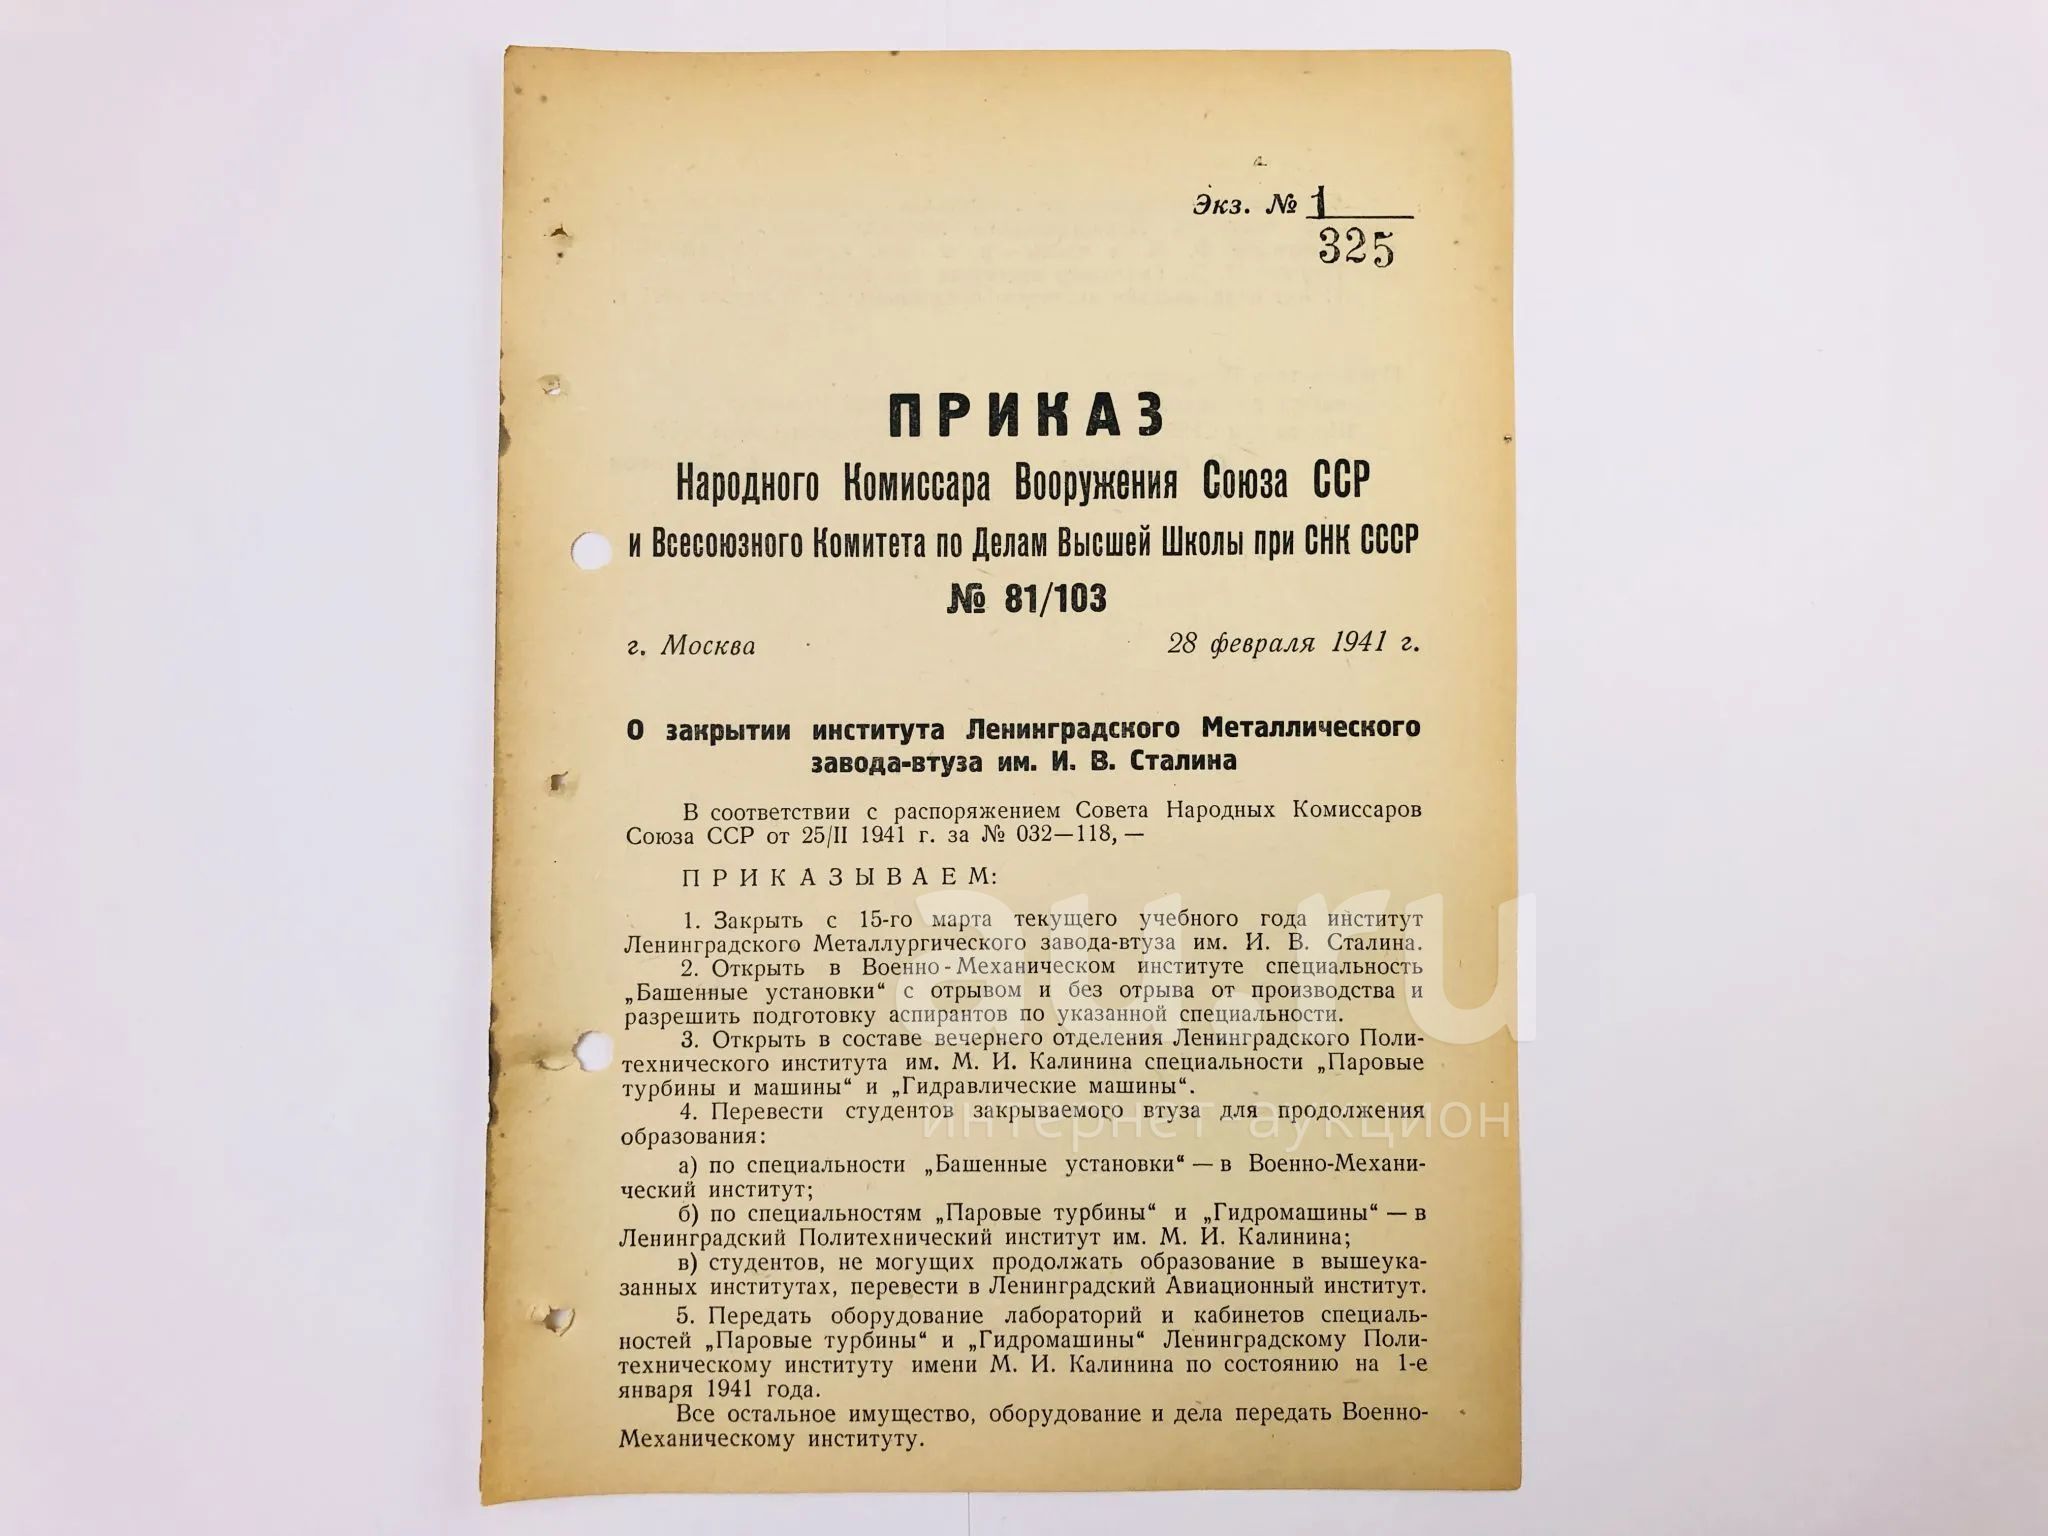 Экз. № 1
325
ПРИКАЗ
Народного Комиссара Вооружения Союза ССР
и Всесоюзного Комитета по Делам Высшей Школы при СНК СССР
№ 81/103
г. Москва 28 февраля 1941 г.
О закрытии института Ленинградского Металлического
завода-втуза им. И. В. Сталина
В соответствии с распоряжением Совета Народных Комиссаров
Союза ССР от 25/II 1941 г. за № 032—118, —
ПРИКАЗЫВАЕМ:
1. Закрыть с 15-го марта текущего учебного года институт
Ленинградского Металлургического завода-втуза им. И. В. Сталина.
2. Открыть в Военно-Механическом институте специальность
„Башенные установки“ с отрывом и без отрыва от производства и
разрешить подготовку аспирантов по указанной специальности.
3. Открыть в составе вечернего отделения Ленинградского Поли-
технического института им. М. И. Калинина специальности „Паровые
турбины и машины“ и „Гидравлические машины“.
4. Перевести студентов закрываемого втуза для продолжения
образования:
а) по специальности „Башенные установки“ — в Военно-Механи-
ческий институт;
б) по специальностям „Паровые турбины“ и „Гидромашины“ — в
Ленинградский Политехнический институт им. М. И. Калинина;
в) студентов, не могущих продолжать образование в вышеука-
занных институтах, перевести в Ленинградский Авиационный институт.
5. Передать оборудование лабораторий и кабинетов специаль-
ностей „Паровые турбины“ и „Гидромашины“ Ленинградскому Поли-
техническому институту имени М. И. Калинина по состоянию на 1-е
января 1941 года.
Все остальное имущество, оборудование и дела передать Военно-
Механическому институту.
au.ru
интернет-аукцион